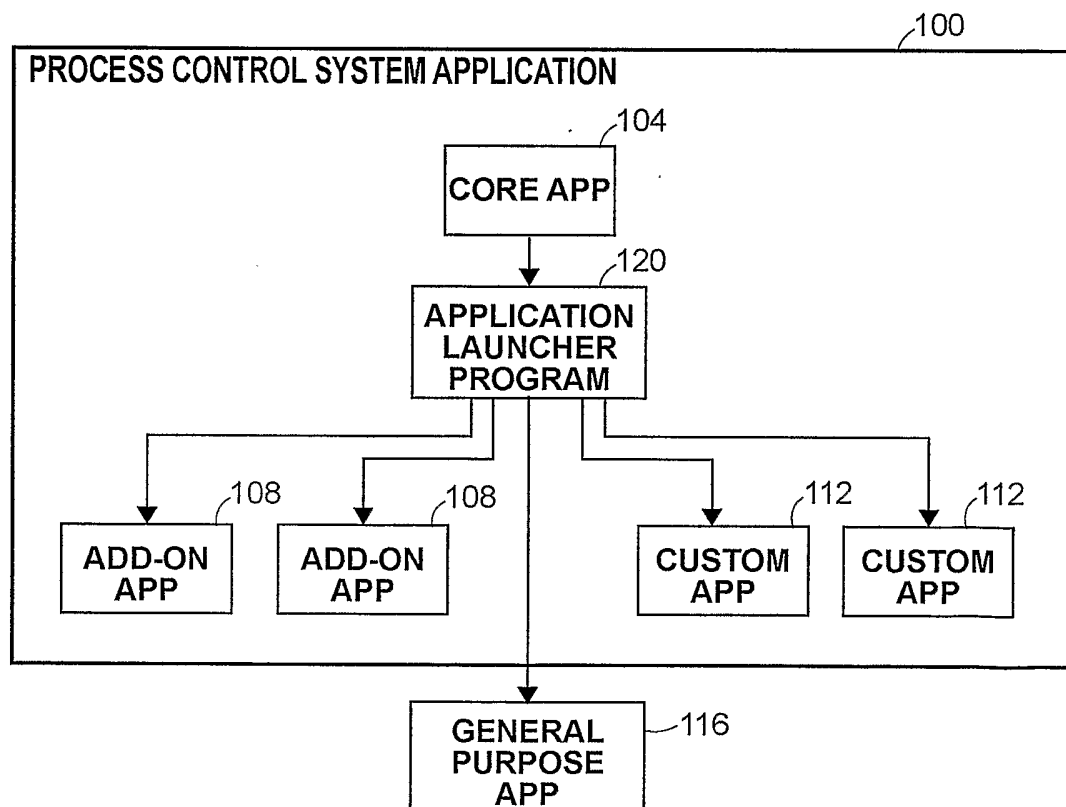 100
PROCESS CONTROL SYSTEM APPLICATION
104
CORE APP
120
APPLICATION
LAUNCHER
PROGRAM
108
ADD-ON
APP
108
ADD-ON
APP
112
CUSTOM
APP
112
CUSTOM
APP
116
GENERAL
PURPOSE
APP